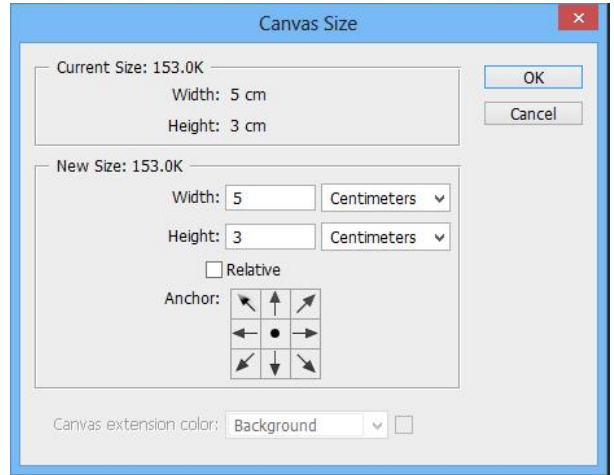 Canvas Size
Current Size: 153.0K
Width: 5 cm
Height: 3 cm
OK
Cancel
New Size: 153.0K
Width: 5 Centimeters
Height: 3 Centimeters
Relative
Anchor:
Canvas extension color: Background